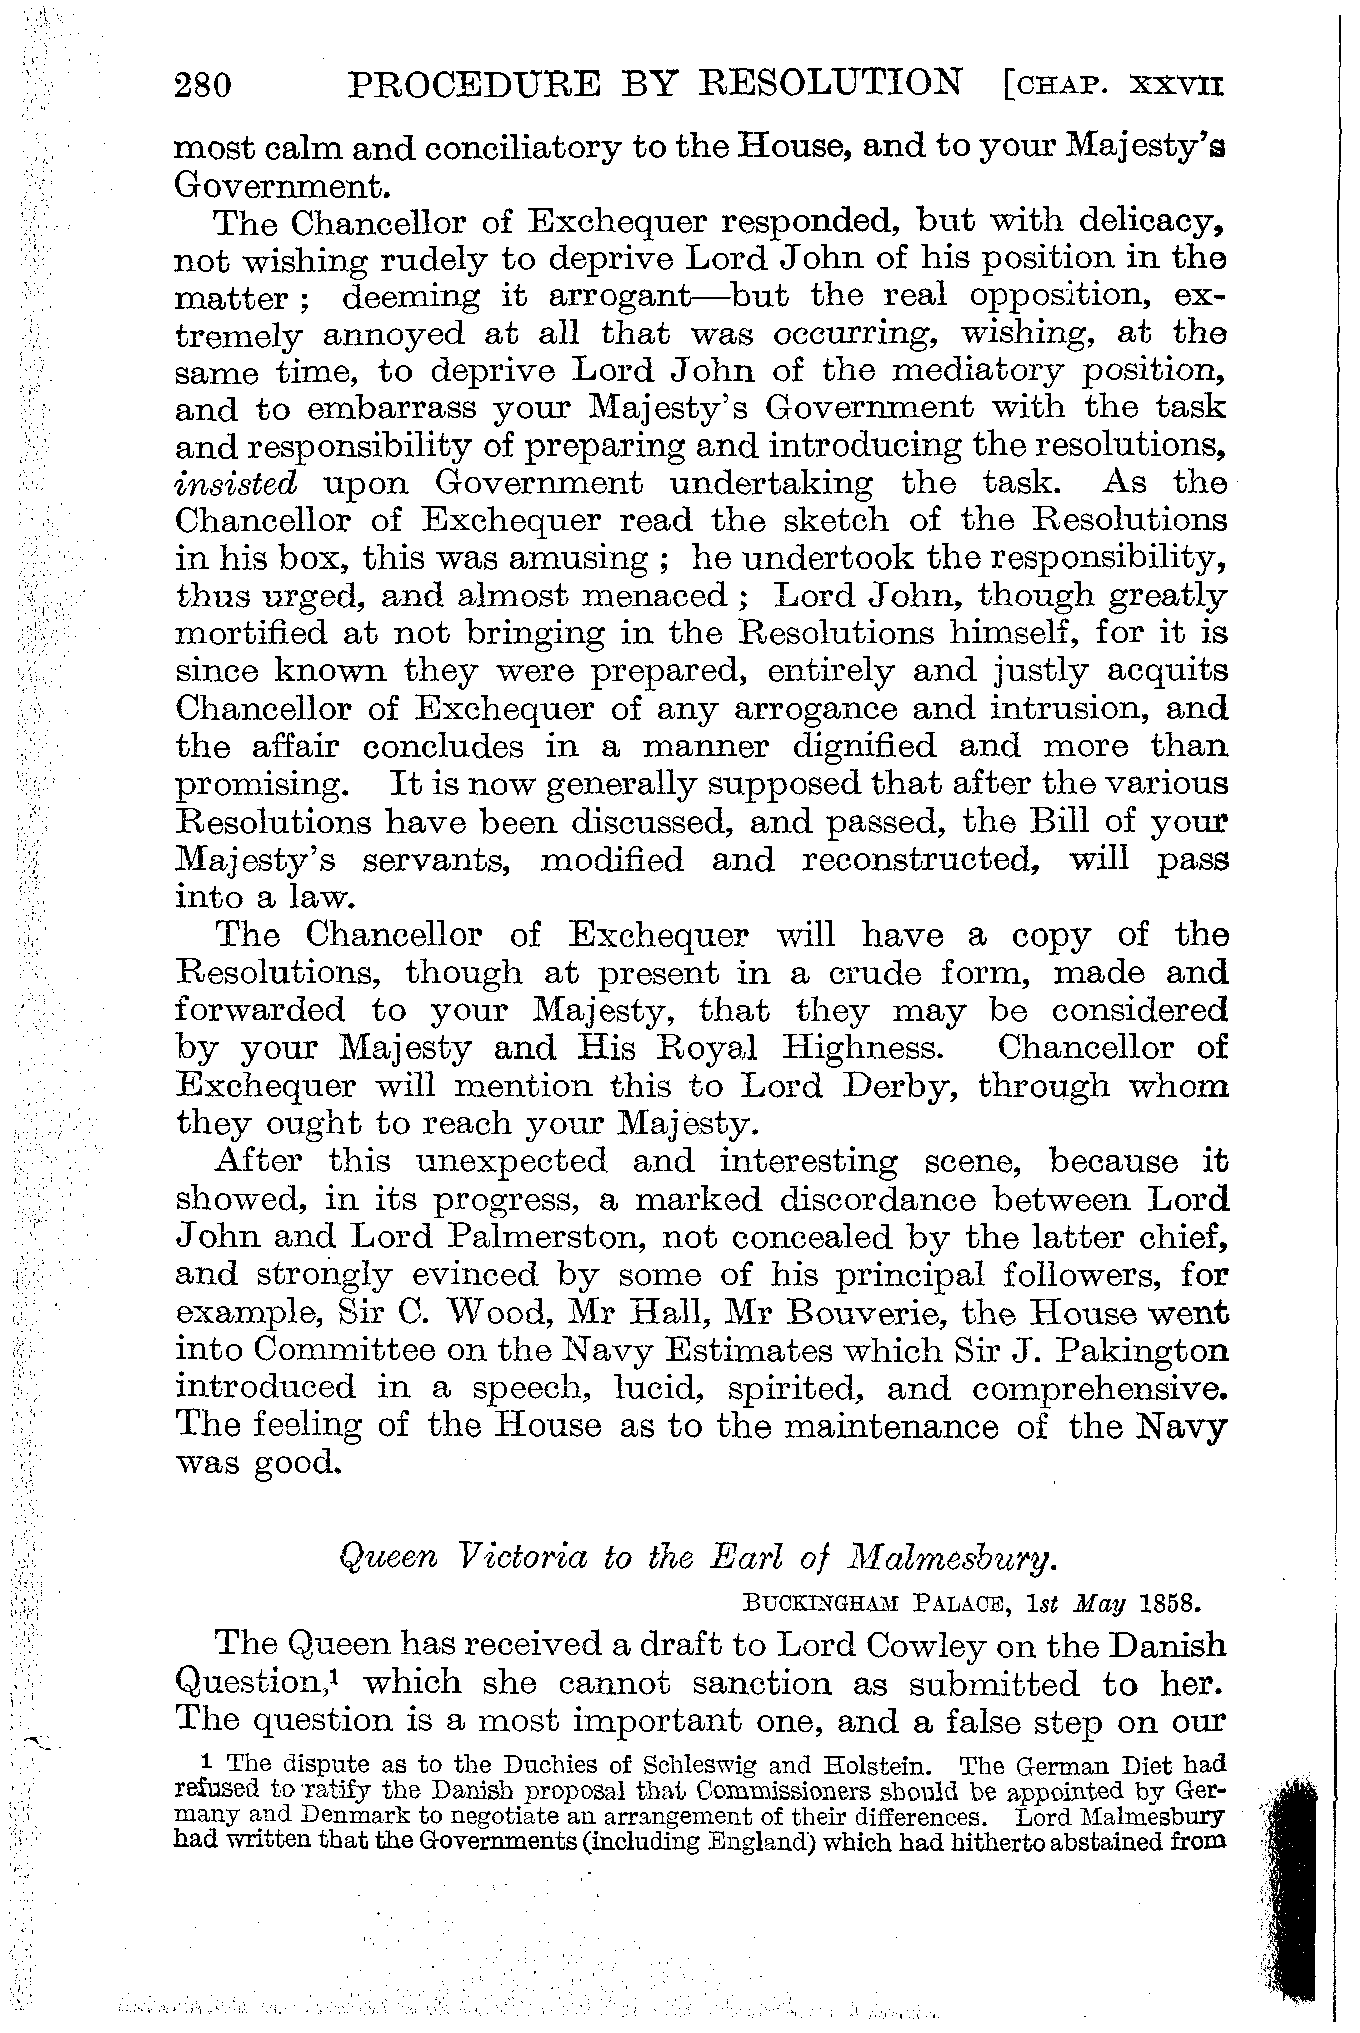 280 PROCEDURE BY RESOLUTION [CHAP. XXVII
most calm and conciliatory to the House, and to your Majesty's
Government.
The Chancellor of Exchequer responded, but with delicacy,
not wishing rudely to deprive Lord John of his position in the
matter ; deeming it arrogant—but the real opposition, ex-
tremely annoyed at all that was occurring, wishing, at the
same time, to deprive Lord John of the mediatory position,
and to embarrass your Majesty's Government with the task
and responsibility of preparing and introducing the resolutions,
insisted upon Government undertaking the task. As the
Chancellor of Exchequer read the sketch of the Resolutions
in his box, this was amusing ; he undertook the responsibility,
thus urged, and almost menaced ; Lord John, though greatly
mortified at not bringing in the Resolutions himself, for it is
since known they were prepared, entirely and justly acquits
Chancellor of Exchequer of any arrogance and intrusion, and
the affair concludes in a manner dignified and more than
promising. It is now generally supposed that after the various
Resolutions have been discussed, and passed, the Bill of your
Majesty's servants, modified and reconstructed, will pass
into a law.
The Chancellor of Exchequer will have a copy of the
Resolutions, though at present in a crude form, made and
forwarded to your Majesty, that they may be considered
by your Majesty and His Royal Highness. Chancellor of
Exchequer will mention this to Lord Derby, through whom
they ought to reach your Majesty.
After this unexpected and interesting scene, because it
showed, in its progress, a marked discordance between Lord
John and Lord Palmerston, not concealed by the latter chief,
and strongly evinced by some of his principal followers, for
example, Sir C. Wood, Mr Hall, Mr Bouverie, the House went
into Committee on the Navy Estimates which Sir J. Pakington
introduced in a speech, lucid, spirited, and comprehensive.
The feeling of the House as to the maintenance of the Navy
was good.
Queen Victoria to the Earl of Malmesbury.
BUCKINGHAM PALACE, 1st May 1858.
The Queen has received a draft to Lord Cowley on the Danish
Question,¹ which she cannot sanction as submitted to her.
The question is a most important one, and a false step on our
1 The dispute as to the Duchies of Schleswig and Holstein. The German Diet had
refused to ratify the Danish proposal that Commissioners should be appointed by Ger-
many and Denmark to negotiate an arrangement of their differences. Lord Malmesbury
had written that the Governments (including England) which had hitherto abstained from